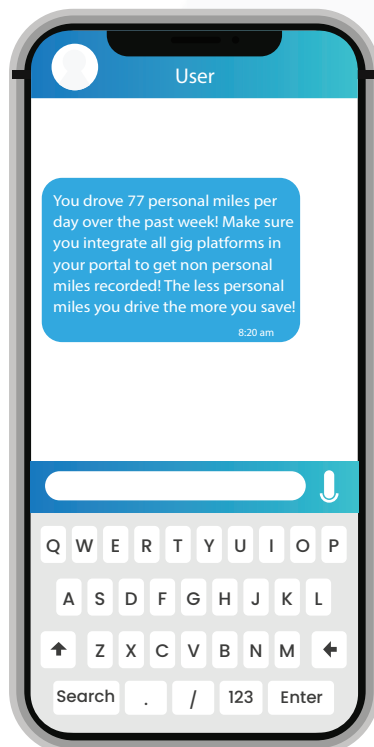 User
You drove 77 personal miles per
day over the past week! Make sure
you integrate all gig platforms in
your portal to get non personal
miles recorded! The less personal
miles you drive the more you save!
8:20 am
Q W E R T Y U I O P
A S D F G H J K L
Z X C V B N M
Search . / 123 Enter